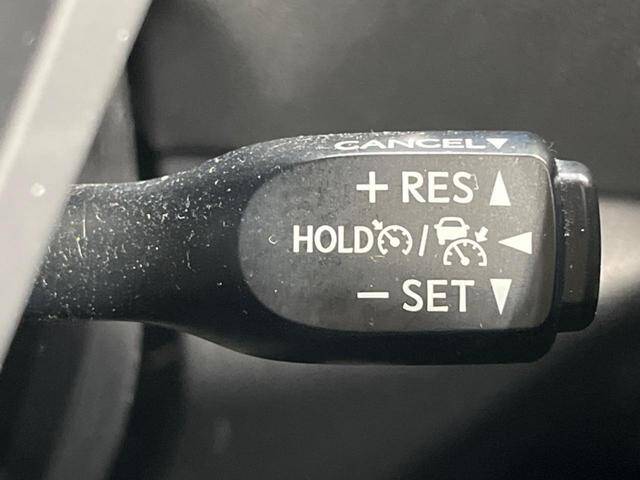 CANCEL▼
+ RES▲
HOLD / ◀
− SET▼